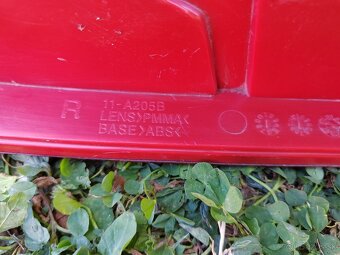 R
11-A205B
LENS>PMMA<
BASE>ABS<